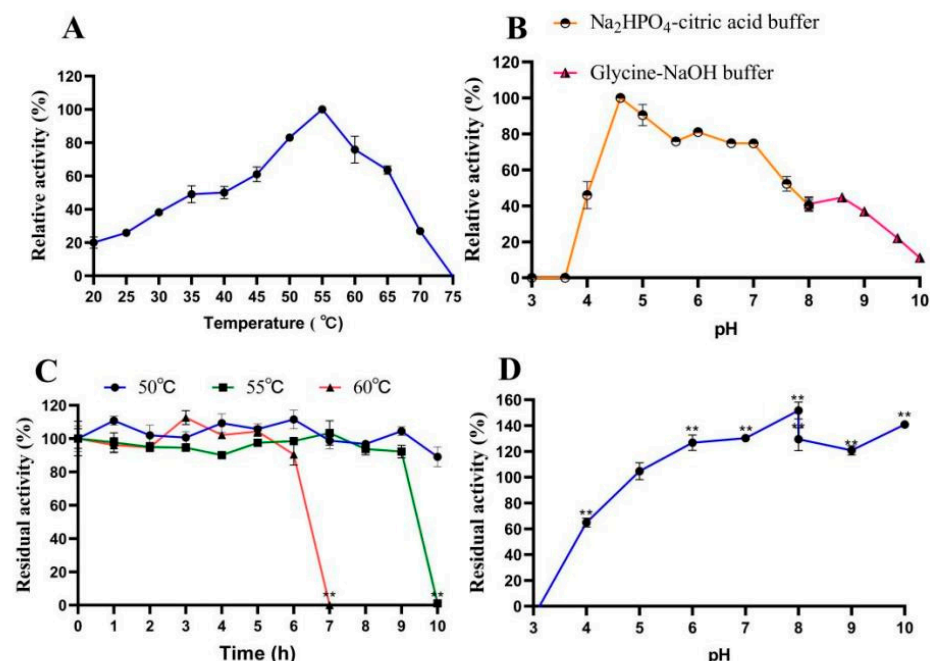 A
Relative activity (%)
120
100
80
60
40
20
0
20 25 30 35 40 45 50 55 60 65 70 75
Temperature ( °C)
B
Na₂HPO₄-citric acid buffer
Glycine-NaOH buffer
Relative activity (%)
120
100
80
60
40
20
0
3 4 5 6 7 8 9 10
pH
C
50°C 55°C 60°C
Residual activity (%)
120
100
80
60
40
20
0
** **
0 1 2 3 4 5 6 7 8 9 10
Time (h)
D
Residual activity (%)
160
140
120
100
80
60
40
20
0
**
** ** ** ** **
**
3 4 5 6 7 8 8 9 10
pH